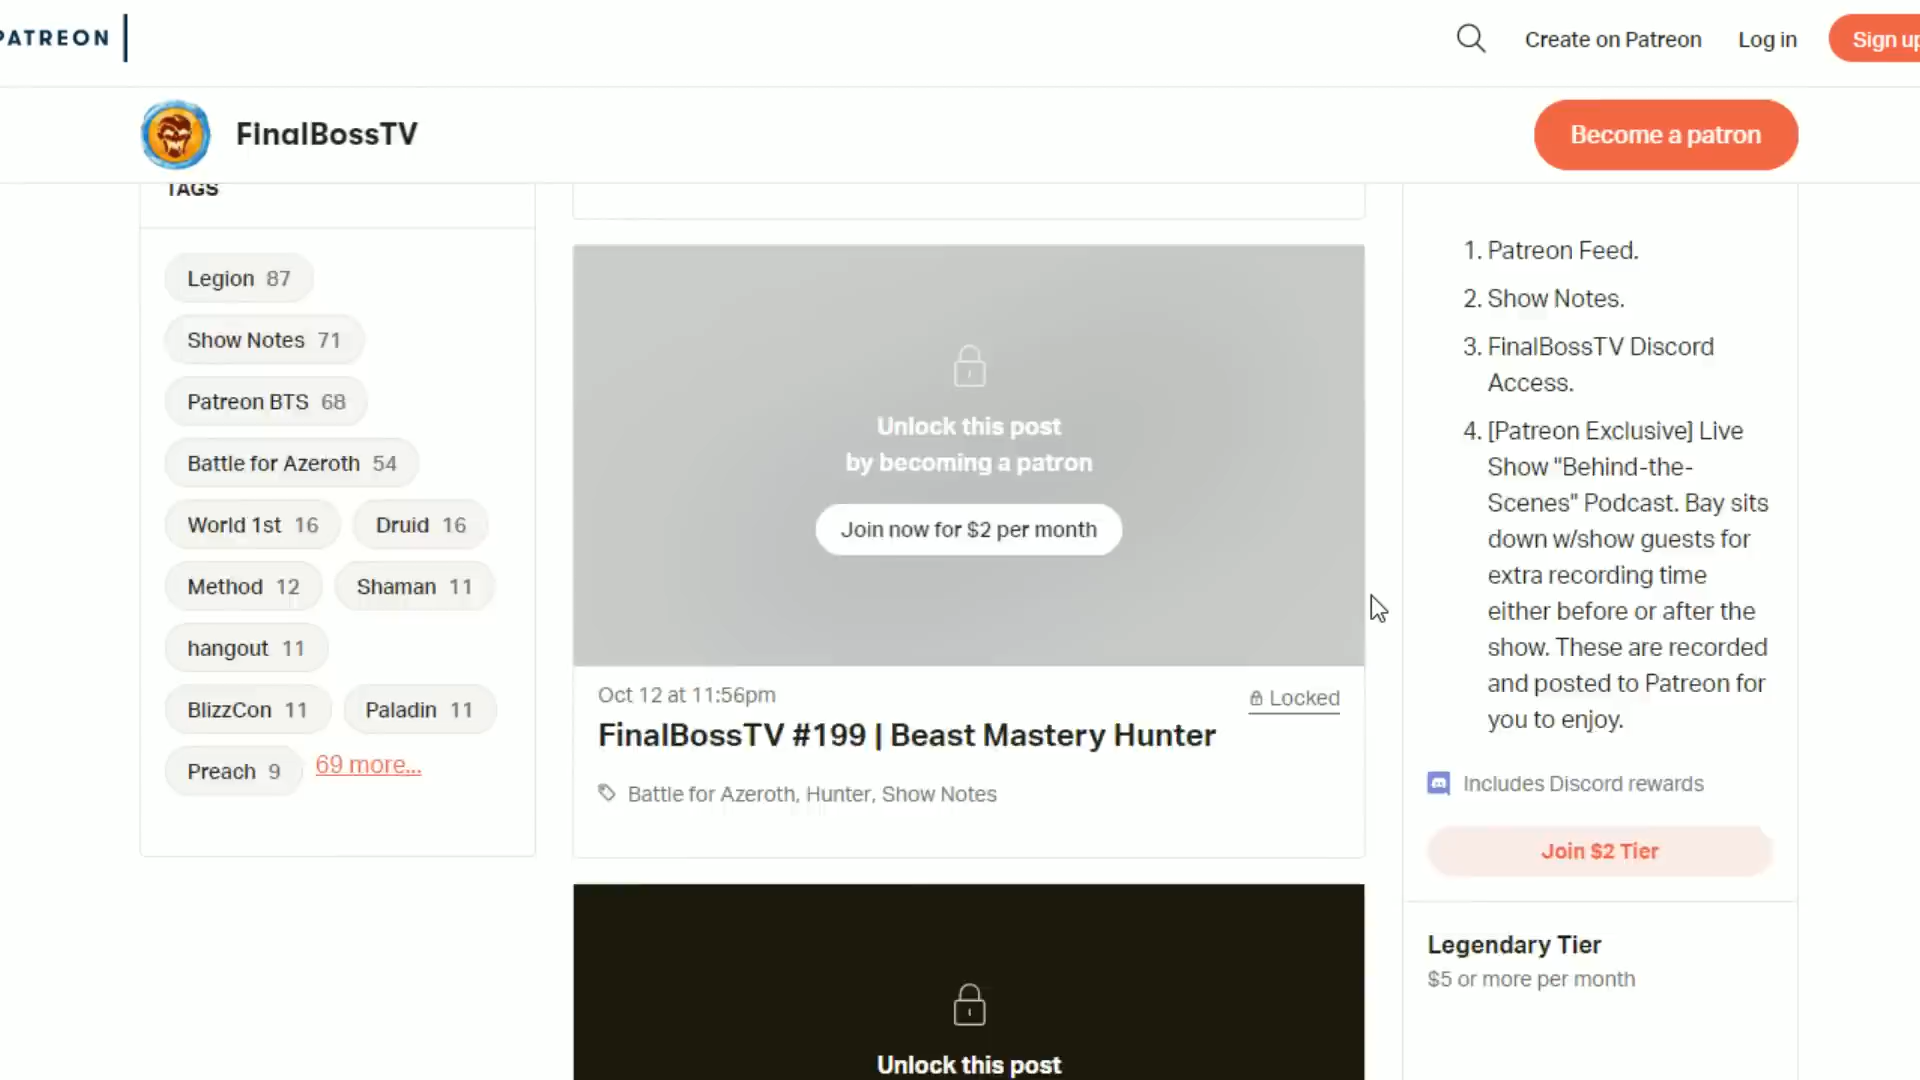 PATREON
Create on Patreon
Log in
Sign up
FinalBossTV
Become a patron
TAGS
Legion 87
Show Notes 71
Patreon BTS 68
Battle for Azeroth 54
World 1st 16
Druid 16
Method 12
Shaman 11
hangout 11
BlizzCon 11
Paladin 11
Preach 9
69 more...
Unlock this post
by becoming a patron
Join now for $2 per month
Oct 12 at 11:56pm
Locked
FinalBossTV #199 | Beast Mastery Hunter
Battle for Azeroth, Hunter, Show Notes
Unlock this post
1. Patreon Feed.
2. Show Notes.
3. FinalBossTV Discord
Access.
4. [Patreon Exclusive] Live
Show "Behind-the-
Scenes" Podcast. Bay sits
down w/show guests for
extra recording time
either before or after the
show. These are recorded
and posted to Patreon for
you to enjoy.
Includes Discord rewards
Join $2 Tier
Legendary Tier
$5 or more per month